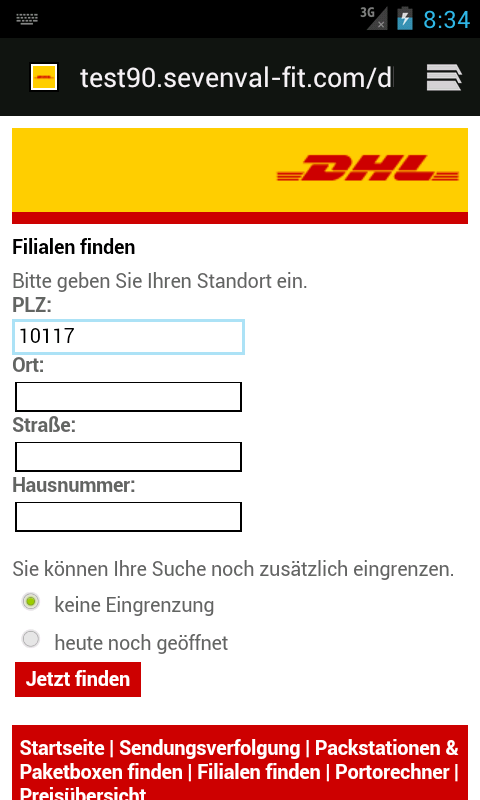 3G 8:34
test90.sevenval-fit.com/d
DHL
Filialen finden
Bitte geben Sie Ihren Standort ein.
PLZ:
10117
Ort:
Straße:
Hausnummer:
Sie können Ihre Suche noch zusätzlich eingrenzen.
keine Eingrenzung
heute noch geöffnet
Jetzt finden
Startseite | Sendungsverfolgung | Packstationen &
Paketboxen finden | Filialen finden | Portorechner |
Preisübersicht